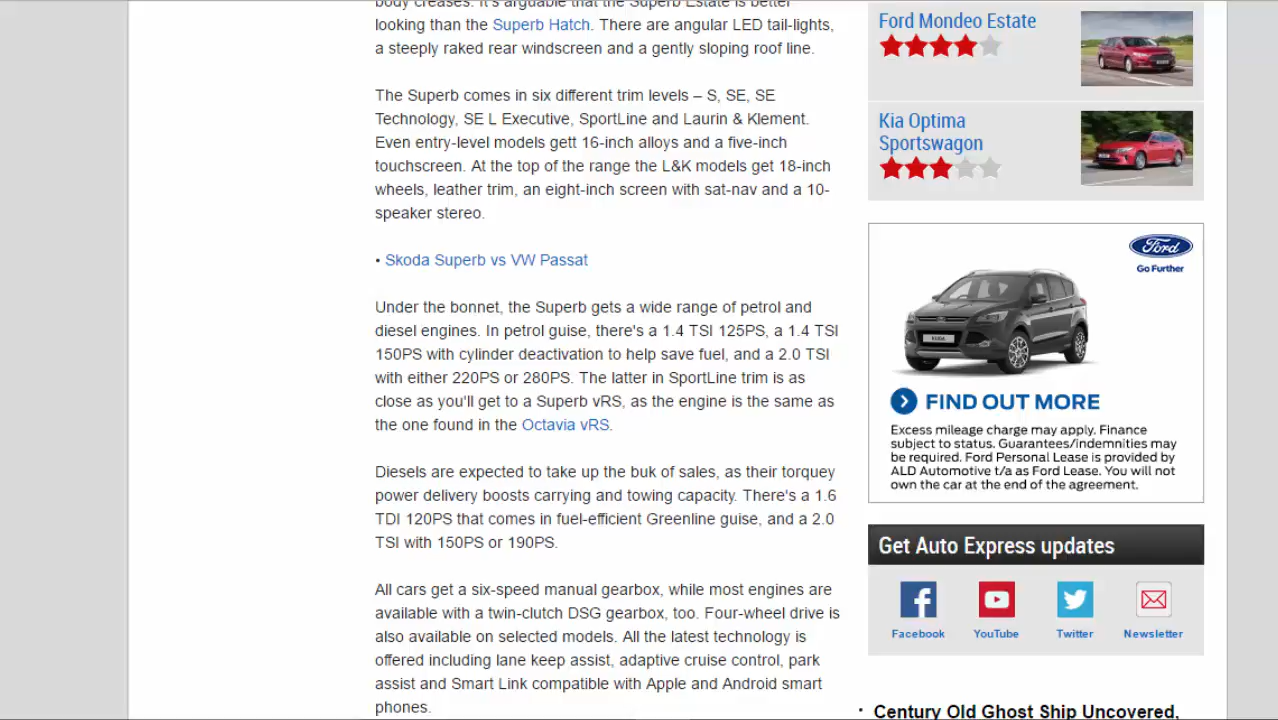 body creases. It's arguable that the Superb Estate is better
looking than the Superb Hatch. There are angular LED tail-lights,
a steeply raked rear windscreen and a gently sloping roof line.
The Superb comes in six different trim levels – S, SE, SE
Technology, SE L Executive, SportLine and Laurin & Klement.
Even entry-level models gett 16-inch alloys and a five-inch
touchscreen. At the top of the range the L&K models get 18-inch
wheels, leather trim, an eight-inch screen with sat-nav and a 10-
speaker stereo.
• Skoda Superb vs VW Passat
Under the bonnet, the Superb gets a wide range of petrol and
diesel engines. In petrol guise, there's a 1.4 TSI 125PS, a 1.4 TSI
150PS with cylinder deactivation to help save fuel, and a 2.0 TSI
with either 220PS or 280PS. The latter in SportLine trim is as
close as you'll get to a Superb vRS, as the engine is the same as
the one found in the Octavia vRS.
Diesels are expected to take up the buk of sales, as their torquey
power delivery boosts carrying and towing capacity. There's a 1.6
TDI 120PS that comes in fuel-efficient Greenline guise, and a 2.0
TSI with 150PS or 190PS.
All cars get a six-speed manual gearbox, while most engines are
available with a twin-clutch DSG gearbox, too. Four-wheel drive is
also available on selected models. All the latest technology is
offered including lane keep assist, adaptive cruise control, park
assist and Smart Link compatible with Apple and Android smart
phones.
Ford Mondeo Estate
Kia Optima
Sportswagon
Ford
Go Further
KUGA
FIND OUT MORE
Excess mileage charge may apply. Finance
subject to status. Guarantees/indemnities may
be required. Ford Personal Lease is provided by
ALD Automotive t/a as Ford Lease. You will not
own the car at the end of the agreement.
Get Auto Express updates
Facebook YouTube Twitter Newsletter
• Century Old Ghost Ship Uncovered,